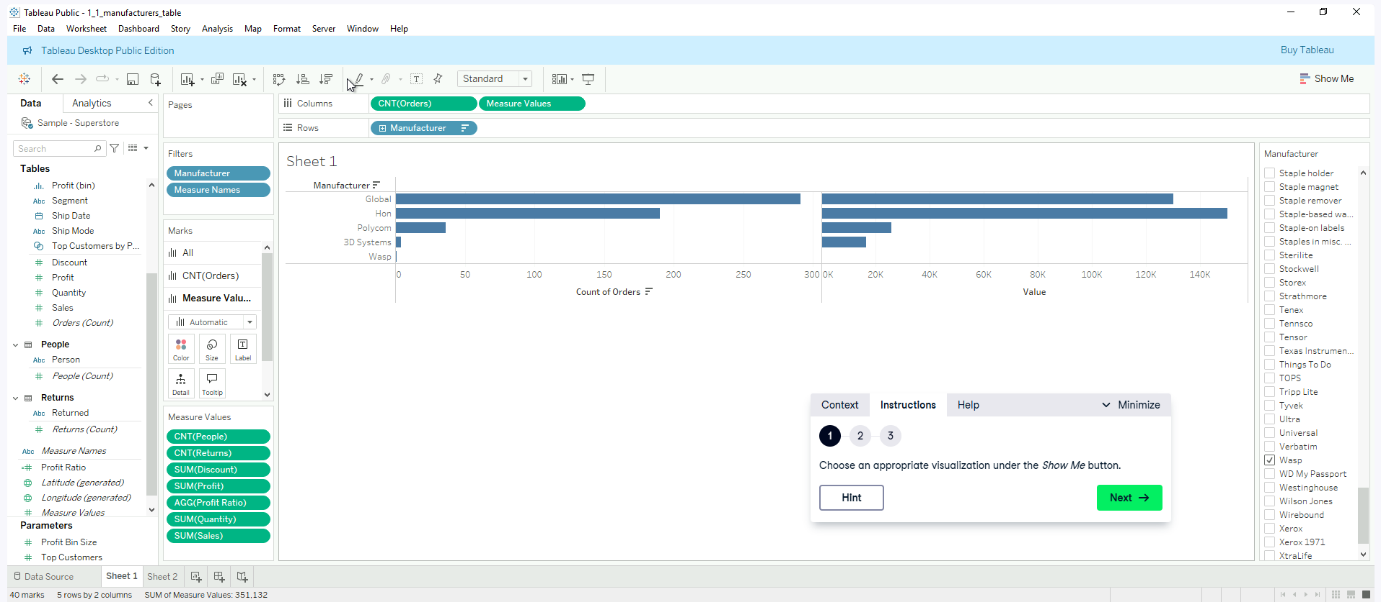 Tableau Public - 1_1_manufacturers_table
File Data Worksheet Dashboard Story Analysis Map Format Server Window Help
Tableau Desktop Public Edition
Buy Tableau
Standard
Show Me
Data Analytics
Sample - Superstore
Search
Tables
Profit (bin)
Abc Segment
Ship Date
Abc Ship Mode
Top Customers by P...
Discount
Profit
Quantity
Sales
Orders (Count)
People
Abc Person
People (Count)
Returns
Abc Returned
Returns (Count)
Abc Measure Names
Profit Ratio
Latitude (generated)
Longitude (generated)
Measure Values
Parameters
Profit Bin Size
Top Customers
Pages
Filters
Manufacturer
Measure Names
Marks
All
CNT(Orders)
Measure Valu...
Automatic
Color Size Label
Detail Tooltip
Measure Values
CNT(People)
CNT(Returns)
SUM(Discount)
SUM(Profit)
AGG(Profit Ratio)
SUM(Quantity)
SUM(Sales)
Columns CNT(Orders) Measure Values
Rows Manufacturer
Sheet 1
Manufacturer
Global
Hon
Polycom
3D Systems
Wasp
0 50 100 150 200 250 300
0K 20K 40K 60K 80K 100K 120K 140K
Count of Orders
Value
Context Instructions Help Minimize
1 2 3
Choose an appropriate visualization under the Show Me button.
Hint
Next
Manufacturer
Staple holder
Staple magnet
Staple remover
Staple-based wa...
Staple-on labels
Staples in misc. ...
Sterilite
Stockwell
Storex
Strathmore
Tenex
Tennsco
Tensor
Texas Instrumen...
Things To Do
TOPS
Tripp Lite
Tyvek
Ultra
Universal
Verbatim
Wasp
WD My Passport
Westinghouse
Wilson Jones
Wirebound
Xerox
Xerox 1971
XtraLife
Data Source Sheet 1 Sheet 2
40 marks 5 rows by 2 columns SUM of Measure Values: 351,132